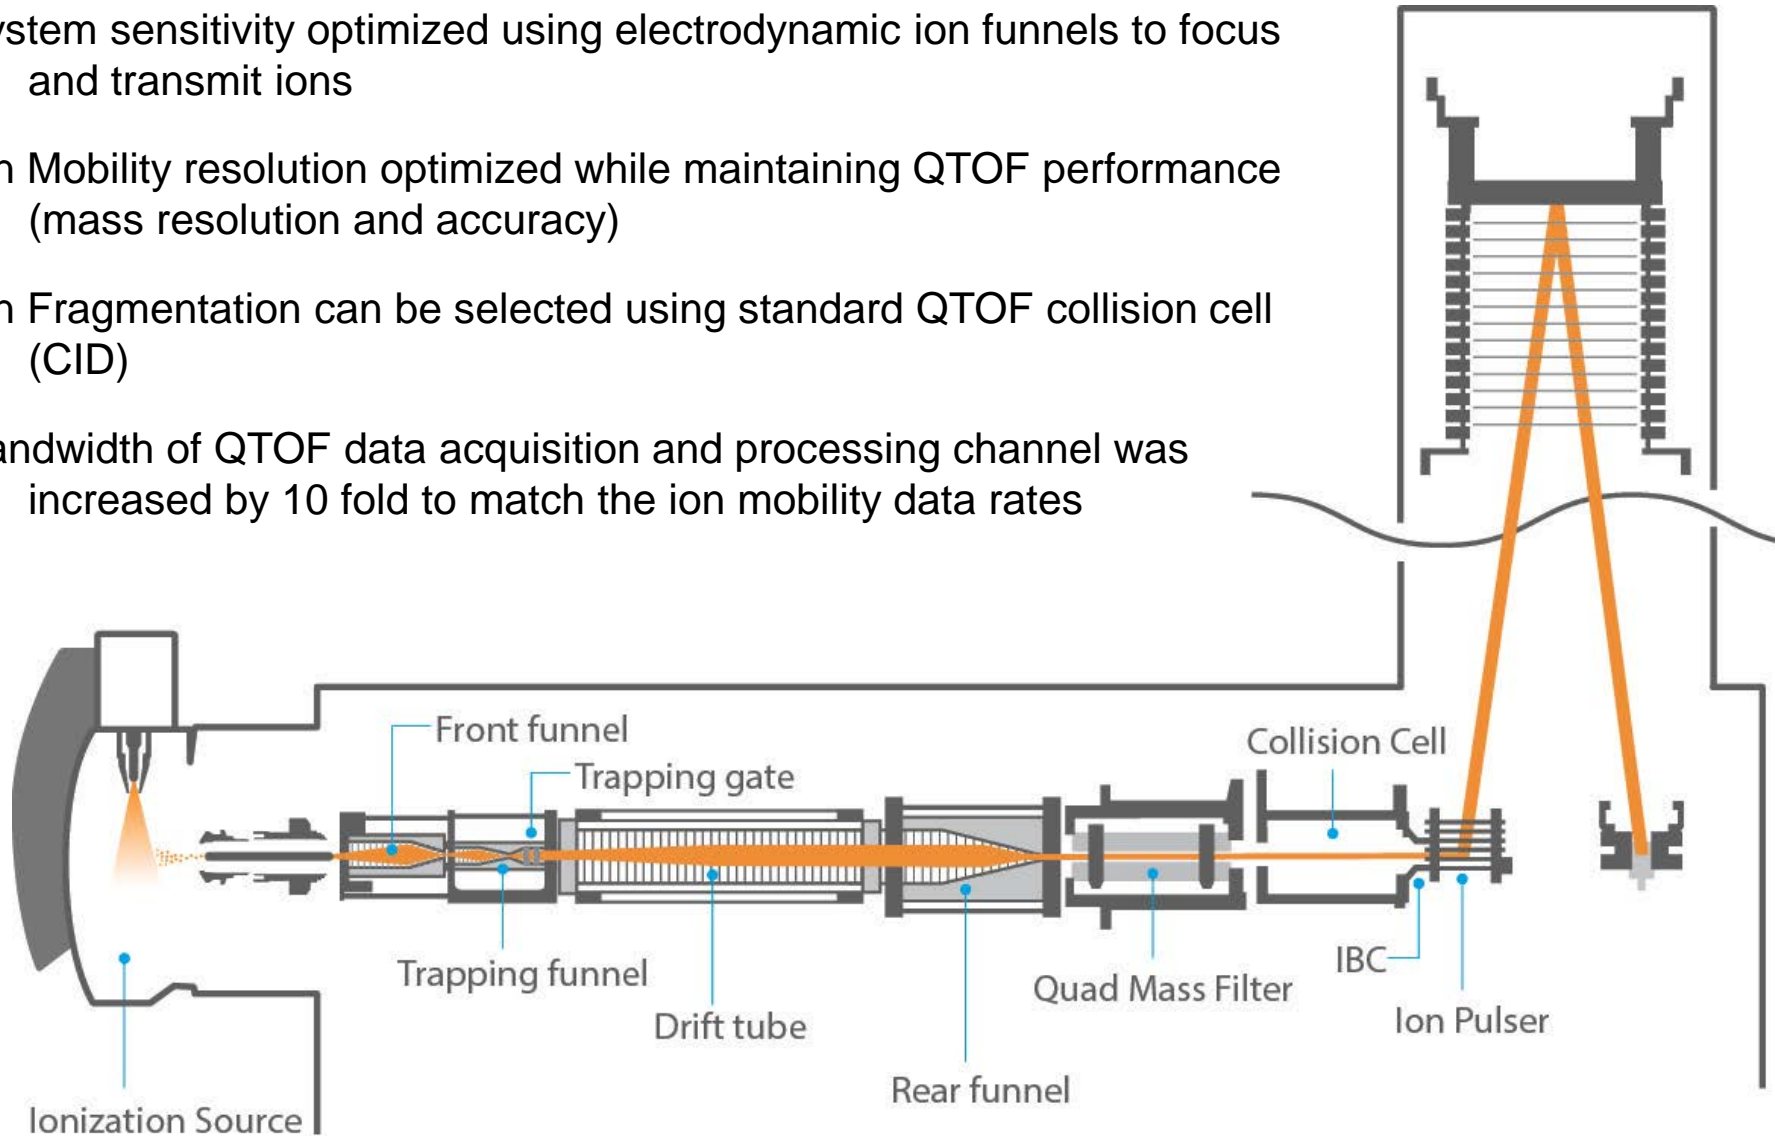 ystem sensitivity optimized using electrodynamic ion funnels to focus
and transmit ions
n Mobility resolution optimized while maintaining QTOF performance
(mass resolution and accuracy)
n Fragmentation can be selected using standard QTOF collision cell
(CID)
andwidth of QTOF data acquisition and processing channel was
increased by 10 fold to match the ion mobility data rates
Front funnel
Trapping gate
Collision Cell
Trapping funnel
Drift tube
Rear funnel
Quad Mass Filter
IBC
Ion Pulser
Ionization Source